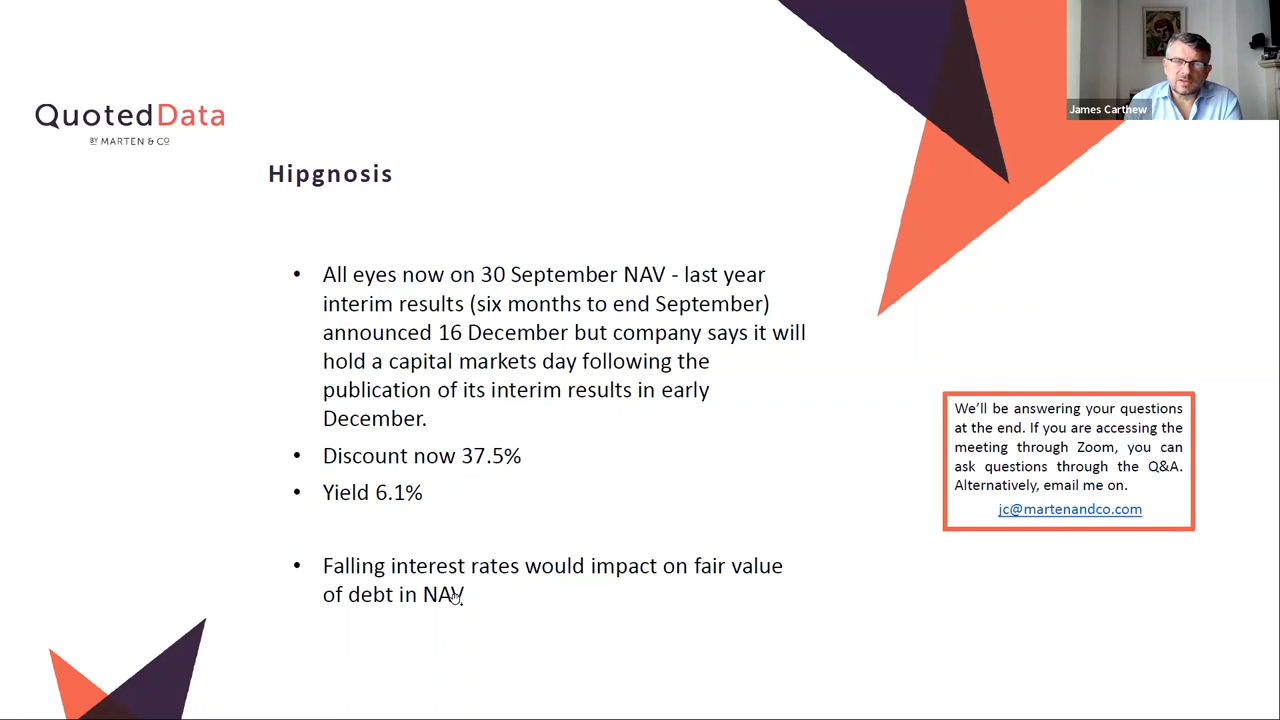 James Carthew
QuotedData
BY MARTEN & CO
Hipgnosis
• All eyes now on 30 September NAV - last year
interim results (six months to end September)
announced 16 December but company says it will
hold a capital markets day following the
publication of its interim results in early
December.
• Discount now 37.5%
• Yield 6.1%
• Falling interest rates would impact on fair value
of debt in NAV
We’ll be answering your questions
at the end. If you are accessing the
meeting through Zoom, you can
ask questions through the Q&A.
Alternatively, email me on.
jc@martenandco.com